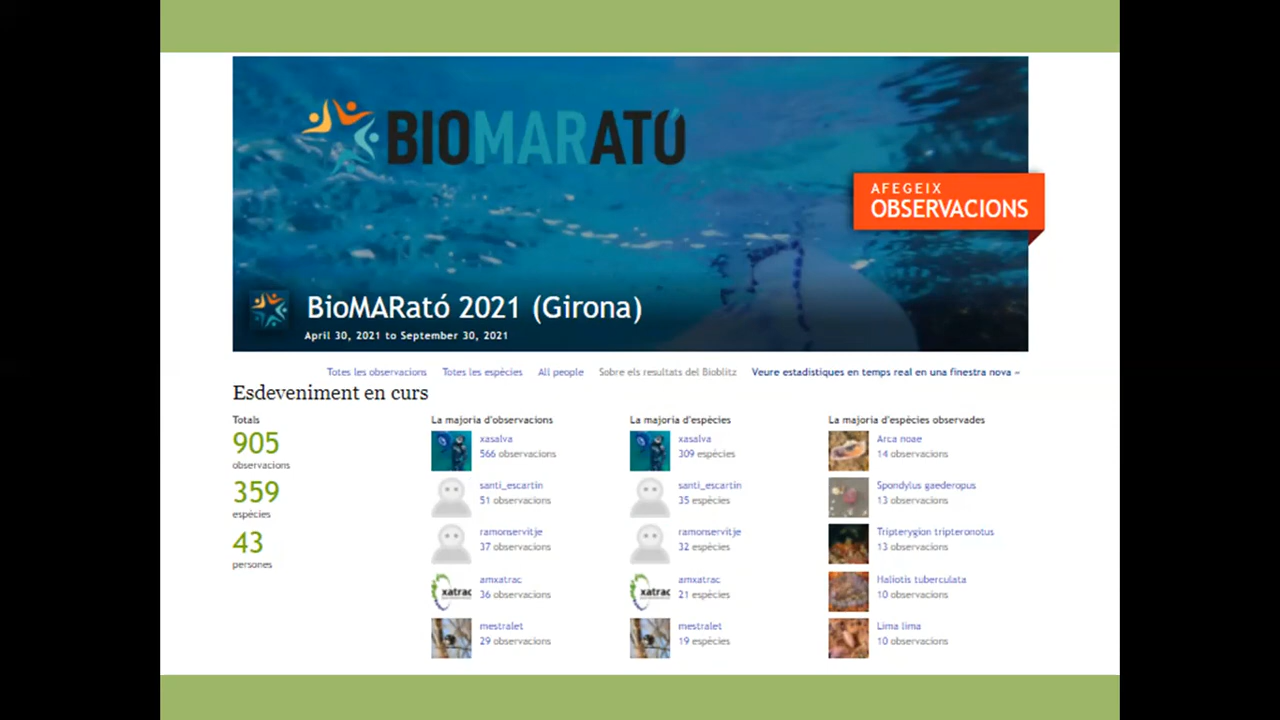 BIOMARATÓ
AFEGEIX
OBSERVACIONS
BioMARató 2021 (Girona)
April 30, 2021 to September 30, 2021
Totes les observacions Totes les espècies All people Sobre els resultats del Bioblitz Veure estadístiques en temps real en una finestra nova »
Esdeveniment en curs
Totals
905
observacions
359
espècies
43
persones
La majoria d'observacions
xasalva
566 observacions
santi_escartin
51 observacions
ramonservitje
37 observacions
xatrac
amxatrac
36 observacions
mestralet
29 observacions
La majoria d'espècies
xasalva
309 espècies
santi_escartin
35 espècies
ramonservitje
32 espècies
xatrac
amxatrac
21 espècies
mestralet
19 espècies
La majoria d'espècies observades
Arca noae
14 observacions
Spondylus gaederopus
13 observacions
Tripterygion tripteronotus
13 observacions
Haliotis tuberculata
10 observacions
Lima lima
10 observacions